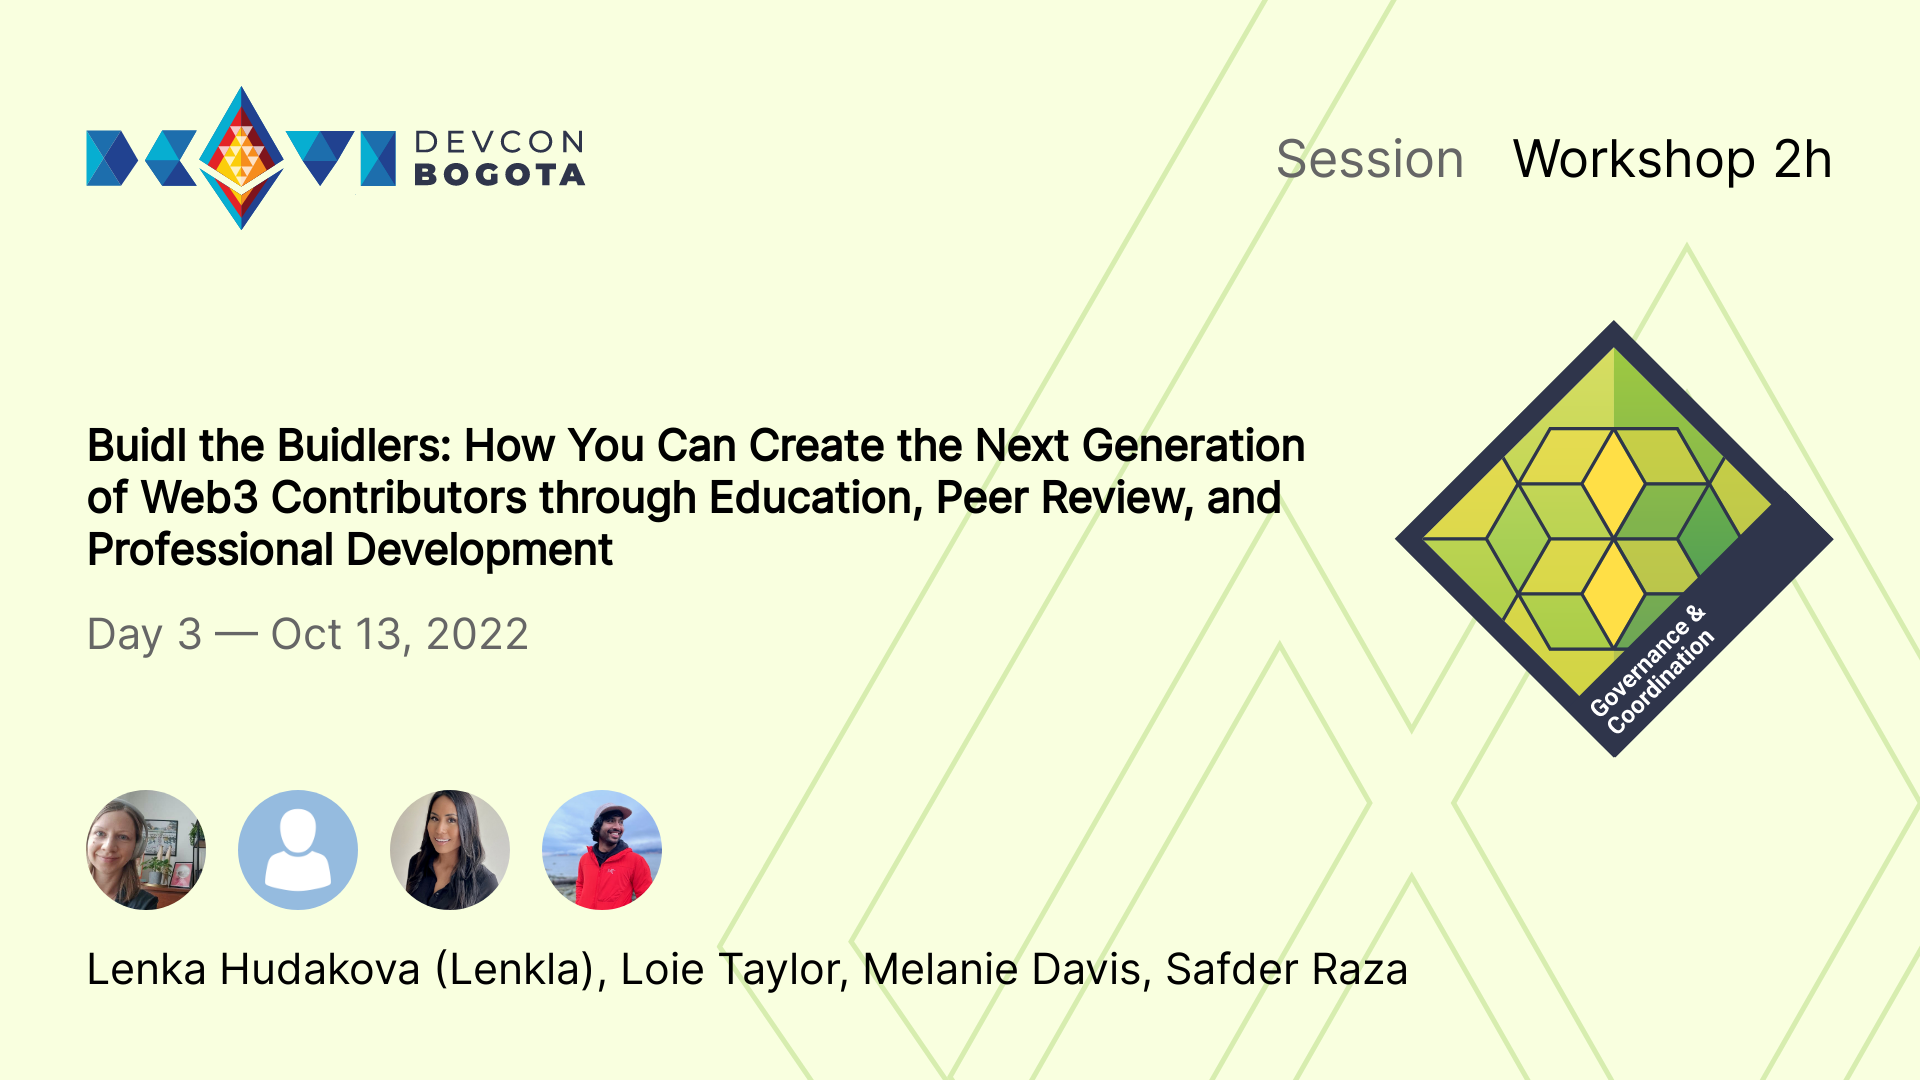 DEVCON
BOGOTA
Session Workshop 2h
Buidl the Buidlers: How You Can Create the Next Generation
of Web3 Contributors through Education, Peer Review, and
Professional Development
Day 3 — Oct 13, 2022
Governance &
Coordination
Lenka Hudakova (Lenkla), Loie Taylor, Melanie Davis, Safder Raza